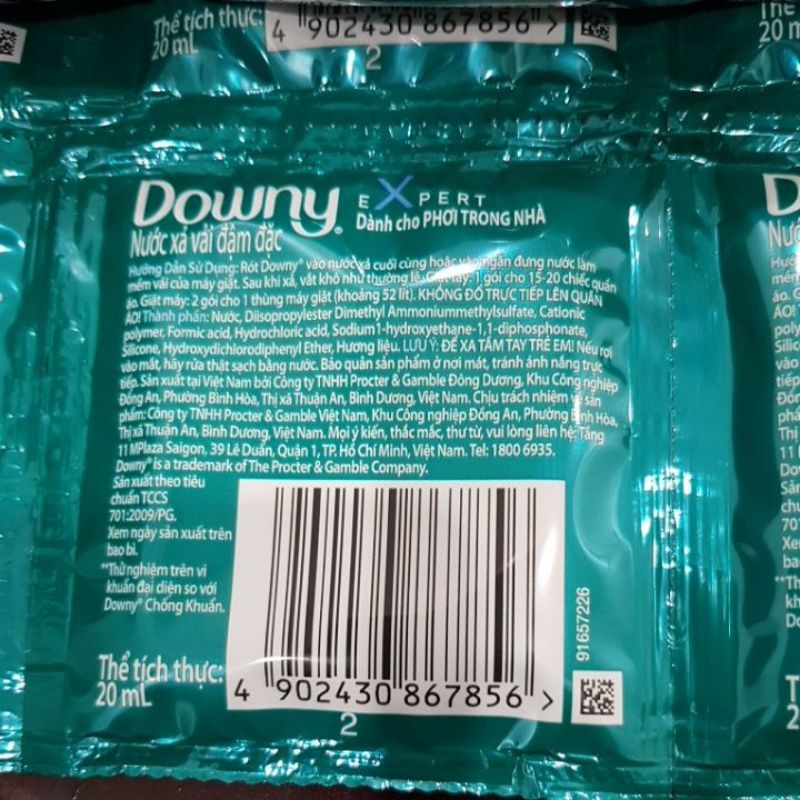 Thể tích thực:
20 mL
4 902430 867856 >
2
20 m
Downy® EXPERT
Dành cho PHƠI TRONG NHÀ
Nước xả vải đậm đặc
Hướng Dẫn Sử Dụng: Rót Downy® vào nước xả cuối cùng hoặc vào ngăn đựng nước làm
mềm vải của máy giặt. Sau khi xả, vắt khô như thường lệ. Giặt tay: 1 gói cho 15-20 chiếc quần
áo. Giặt máy: 2 gói cho 1 thùng máy giặt (khoảng 52 lít). KHÔNG ĐỔ TRỰC TIẾP LÊN QUẦN
ÁO! Thành phần: Nước, Diisopropylester Dimethyl Ammoniummethylsulfate, Cationic
polymer, Formic acid, Hydrochloric acid, Sodium1-hydroxyethane-1,1-diphosphonate,
Silicone, Hydroxydichlorodiphenyl Ether, Hương liệu. LƯU Ý: ĐỂ XA TẦM TAY TRẺ EM! Nếu rơi
vào mắt, hãy rửa thật sạch bằng nước. Bảo quản sản phẩm ở nơi mát, tránh ánh nắng trực
tiếp. Sản xuất tại Việt Nam bởi Công ty TNHH Procter & Gamble Đông Dương, Khu Công nghiệp
Đồng An, Phường Bình Hòa, Thị xã Thuận An, Bình Dương, Việt Nam. Chịu trách nhiệm về sản
phẩm: Công ty TNHH Procter & Gamble Việt Nam, Khu Công nghiệp Đồng An, Phường Bình Hòa,
Thị xã Thuận An, Bình Dương, Việt Nam. Mọi ý kiến, thắc mắc, thư từ, vui lòng liên hệ: Tầng
11 MPlaza Saigon, 39 Lê Duẩn, Quận 1, TP. Hồ Chí Minh, Việt Nam. Tel: 1800 6935.
Downy® is a trademark of The Procter & Gamble Company.
Sản xuất theo tiêu
chuẩn TCCS
701:2009/PG.
Xem ngày sản xuất trên
bao bì.
**Thử nghiệm trên vi
khuẩn đại diện so với
Downy® Chống Khuẩn.
Thể tích thực:
20 mL
4 902430 867856 >
2
91657226